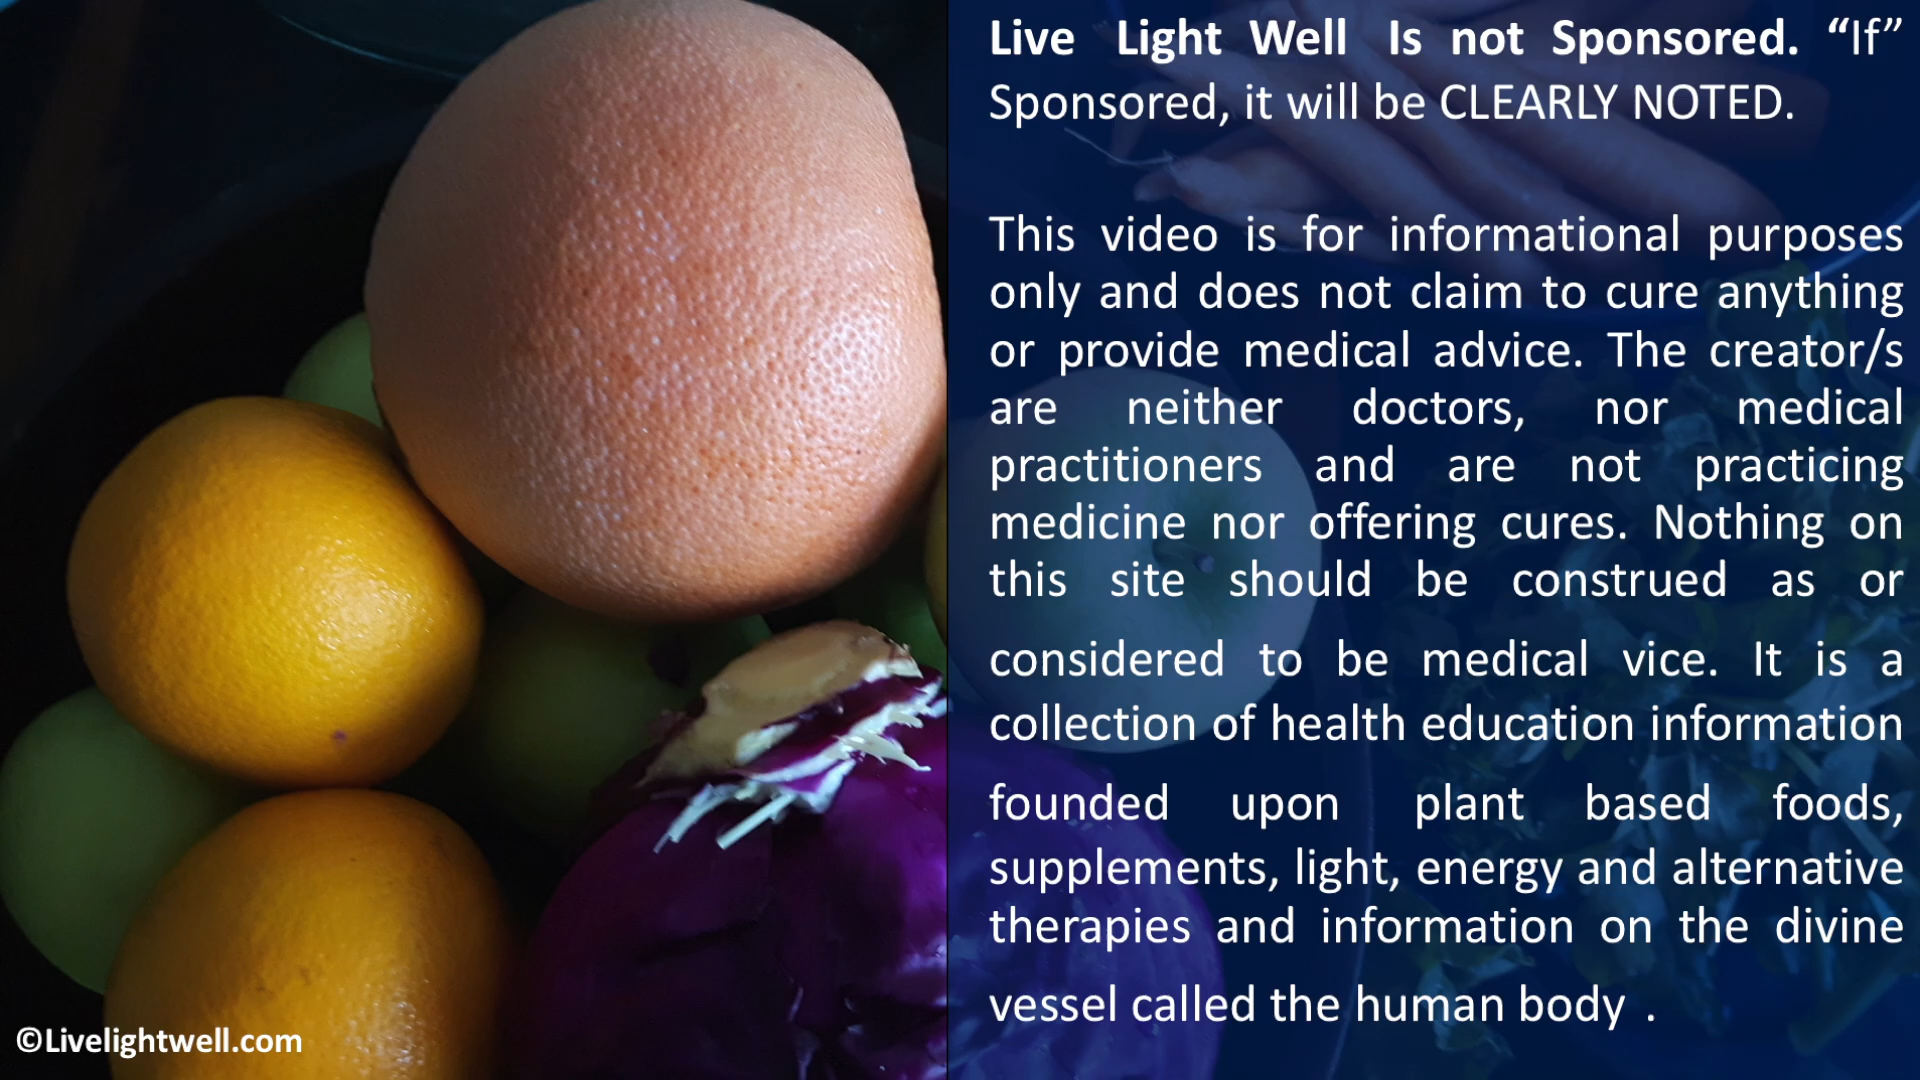 Live Light Well Is not Sponsored. “If”
Sponsored, it will be CLEARLY NOTED.
This video is for informational purposes
only and does not claim to cure anything
or provide medical advice. The creator/s
are neither doctors, nor medical
practitioners and are not practicing
medicine nor offering cures. Nothing on
this site should be construed as or
considered to be medical vice. It is a
collection of health education information
founded upon plant based foods,
supplements, light, energy and alternative
therapies and information on the divine
vessel called the human body .
©Livelightwell.com